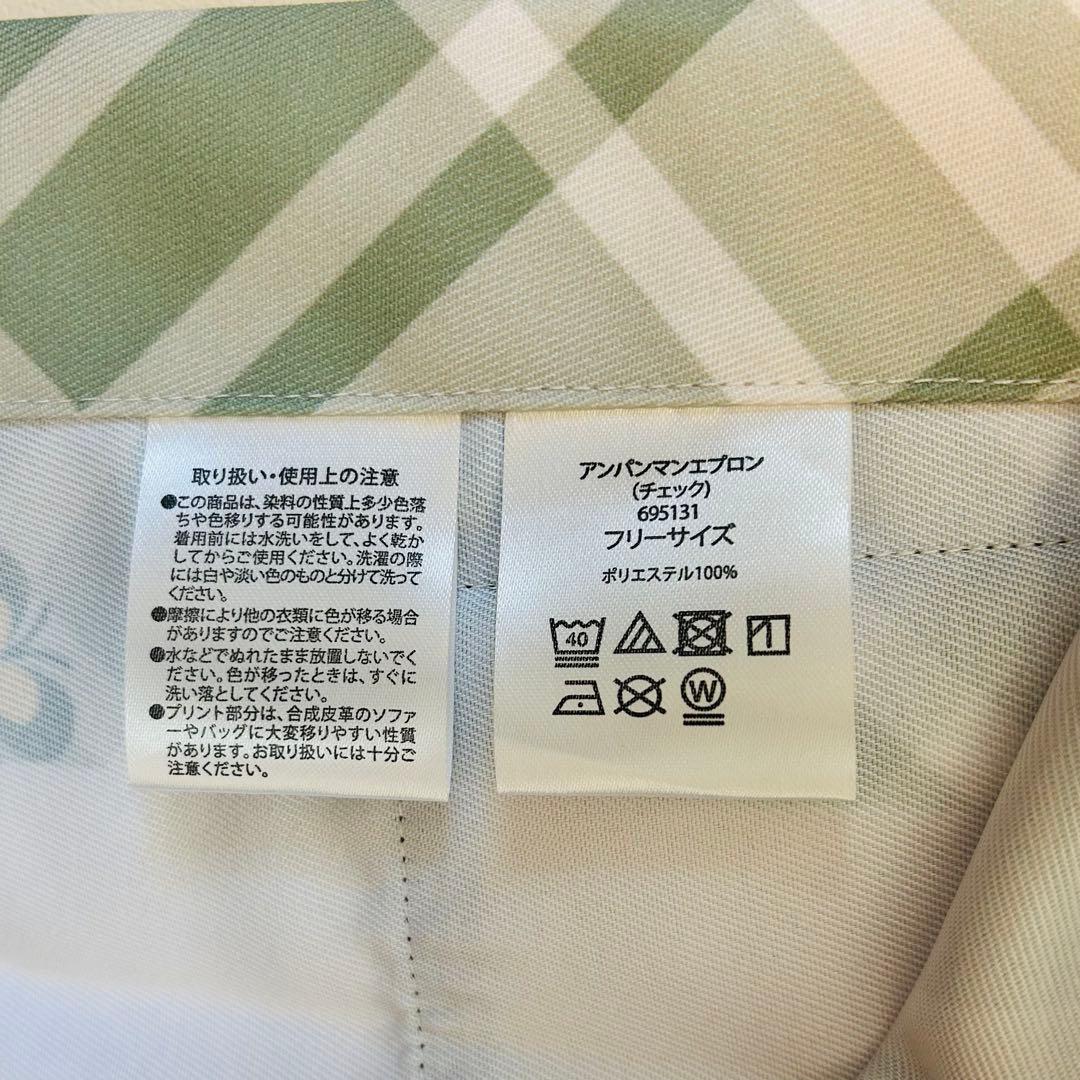 取り扱い・使用上の注意
●この商品は、染料の性質上多少色落
ちや色移りする可能性があります。
着用前には水洗いをして、よく乾か
してからご使用ください。洗濯の際
には白や淡い色のものと分けて洗って
ください。
●摩擦により他の衣類に色が移る場合
がありますのでご注意ください。
●水などでぬれたまま放置しないでく
ださい。色が移ったときは、すぐに
洗い落としてください。
●プリント部分は、合成皮革のソファ
ーやバッグに大変移りやすい性質
があります。お取り扱いには十分ご
注意ください。
アンパンマンエプロン
(チェック)
695131
フリーサイズ
ポリエステル100%
40
W